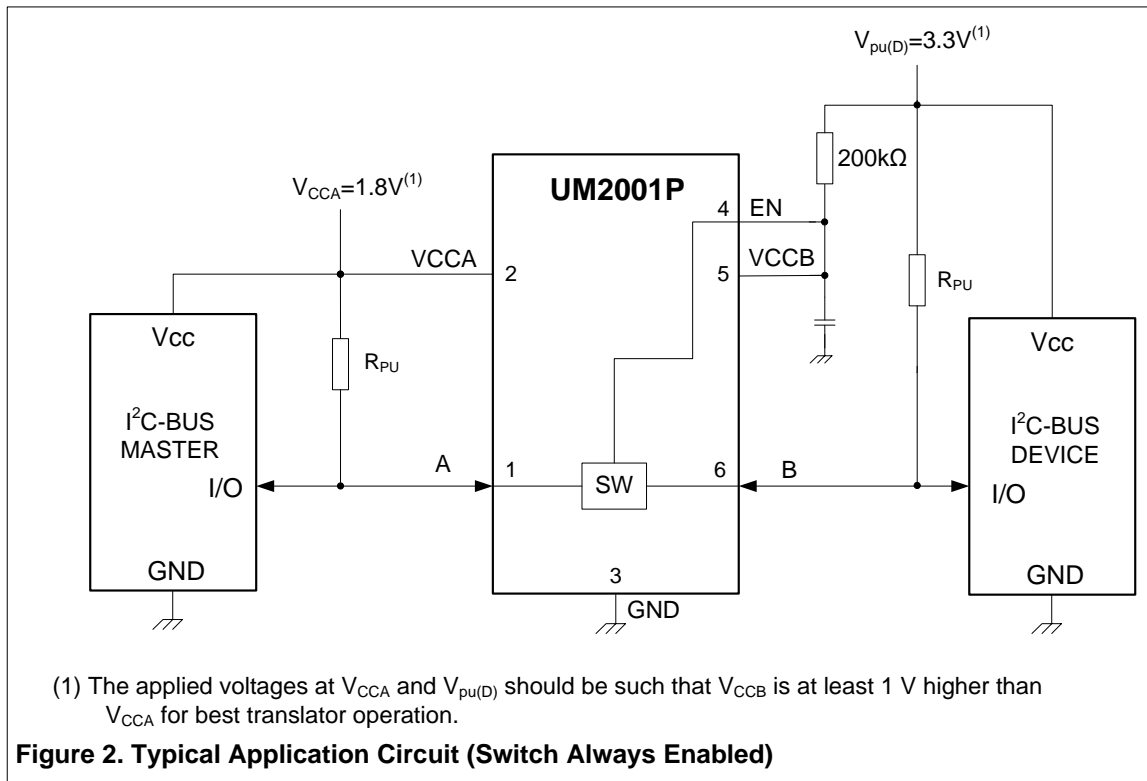 V_pu(D)=3.3V^(1)
200kΩ
UM2001P
V_CCA=1.8V^(1)
4 EN
VCCA
2
5
VCCB
R_PU
Vcc
R_PU
Vcc
I²C-BUS
MASTER
I²C-BUS
DEVICE
A
1
SW
6
B
I/O
I/O
GND
3
GND
GND
(1) The applied voltages at V_CCA and V_pu(D) should be such that V_CCB is at least 1 V higher than
V_CCA for best translator operation.
Figure 2. Typical Application Circuit (Switch Always Enabled)